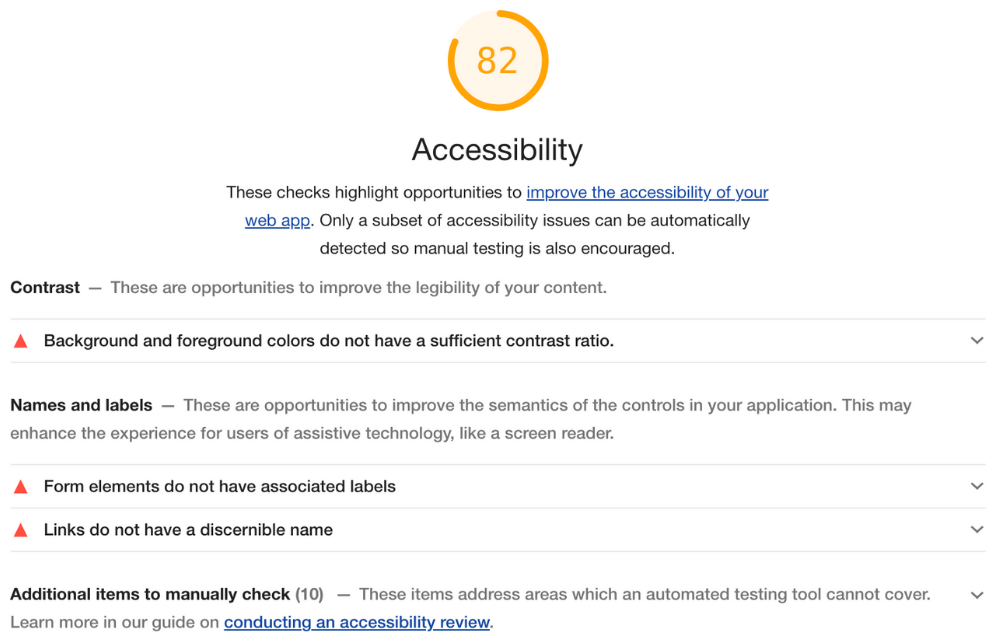 82
Accessibility
These checks highlight opportunities to improve the accessibility of your
web app. Only a subset of accessibility issues can be automatically
detected so manual testing is also encouraged.
Contrast — These are opportunities to improve the legibility of your content.
Background and foreground colors do not have a sufficient contrast ratio.
Names and labels — These are opportunities to improve the semantics of the controls in your application. This may
enhance the experience for users of assistive technology, like a screen reader.
Form elements do not have associated labels
Links do not have a discernible name
Additional items to manually check (10) — These items address areas which an automated testing tool cannot cover.
Learn more in our guide on conducting an accessibility review.